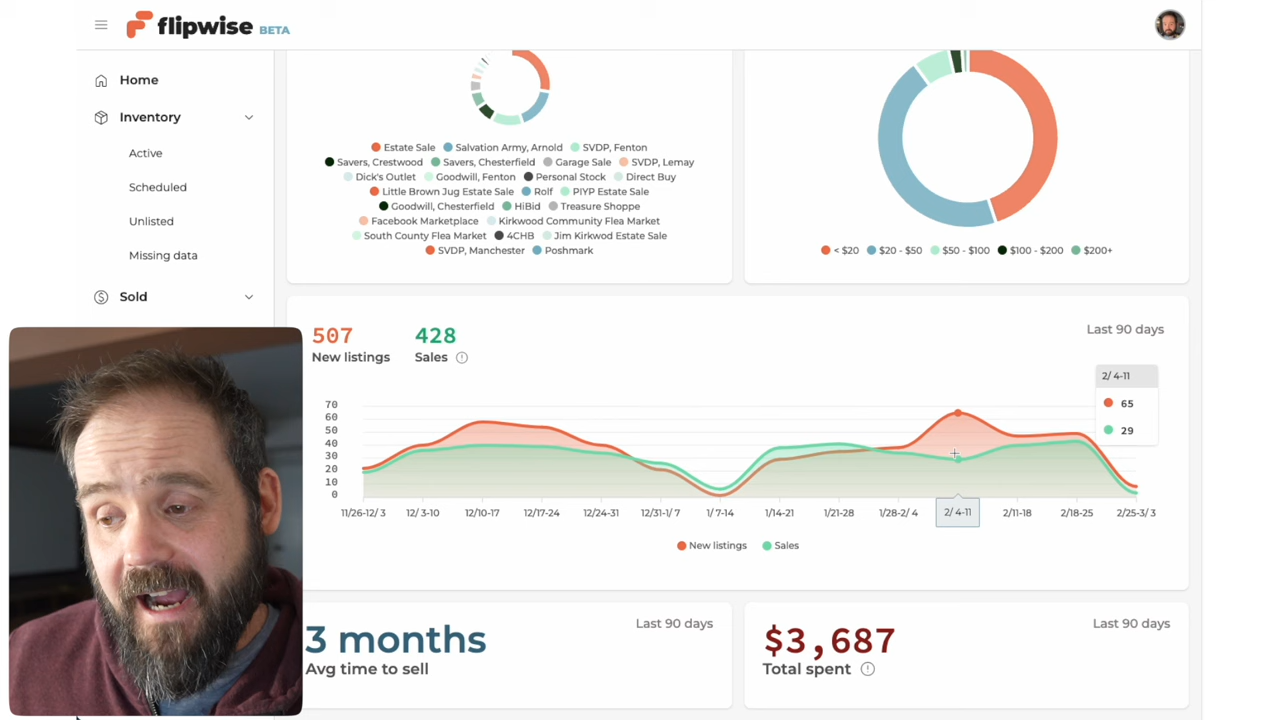 flipwise BETA
Home
Inventory
Active
Scheduled
Unlisted
Missing data
Sold
Estate Sale Salvation Army, Arnold SVDP, Fenton
Savers, Crestwood Savers, Chesterfield Garage Sale SVDP, Lemay
Dick's Outlet Goodwill, Fenton Personal Stock Direct Buy
Little Brown Jug Estate Sale Rolf PIYP Estate Sale
Goodwill, Chesterfield HiBid Treasure Shoppe
Facebook Marketplace Kirkwood Community Flea Market
South County Flea Market 4CHB Jim Kirkwod Estate Sale
SVDP, Manchester Poshmark
< $20 $20 - $50 $50 - $100 $100 - $200 $200+
507 428
New listings Sales
Last 90 days
2/ 4-11
65
29
70
60
50
40
30
20
10
0
11/26-12/ 3 12/ 3-10 12/10-17 12/17-24 12/24-31 12/31-1/ 7 1/ 7-14 1/14-21 1/21-28 1/28-2/ 4 2/ 4-11 2/11-18 2/18-25 2/25-3/ 3
New listings Sales
3 months
Avg time to sell
Last 90 days
$3,687
Total spent
Last 90 days